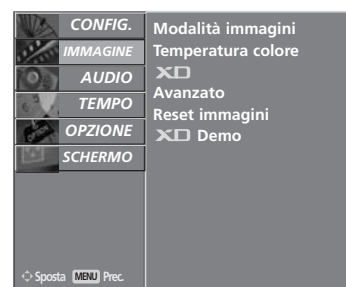 CONFIG.
IMMAGINE
AUDIO
TEMPO
OPZIONE
SCHERMO
Modalità immagini
Temperatura colore
XD
Avanzato
Reset immagini
XD Demo
Sposta MENU Prec.